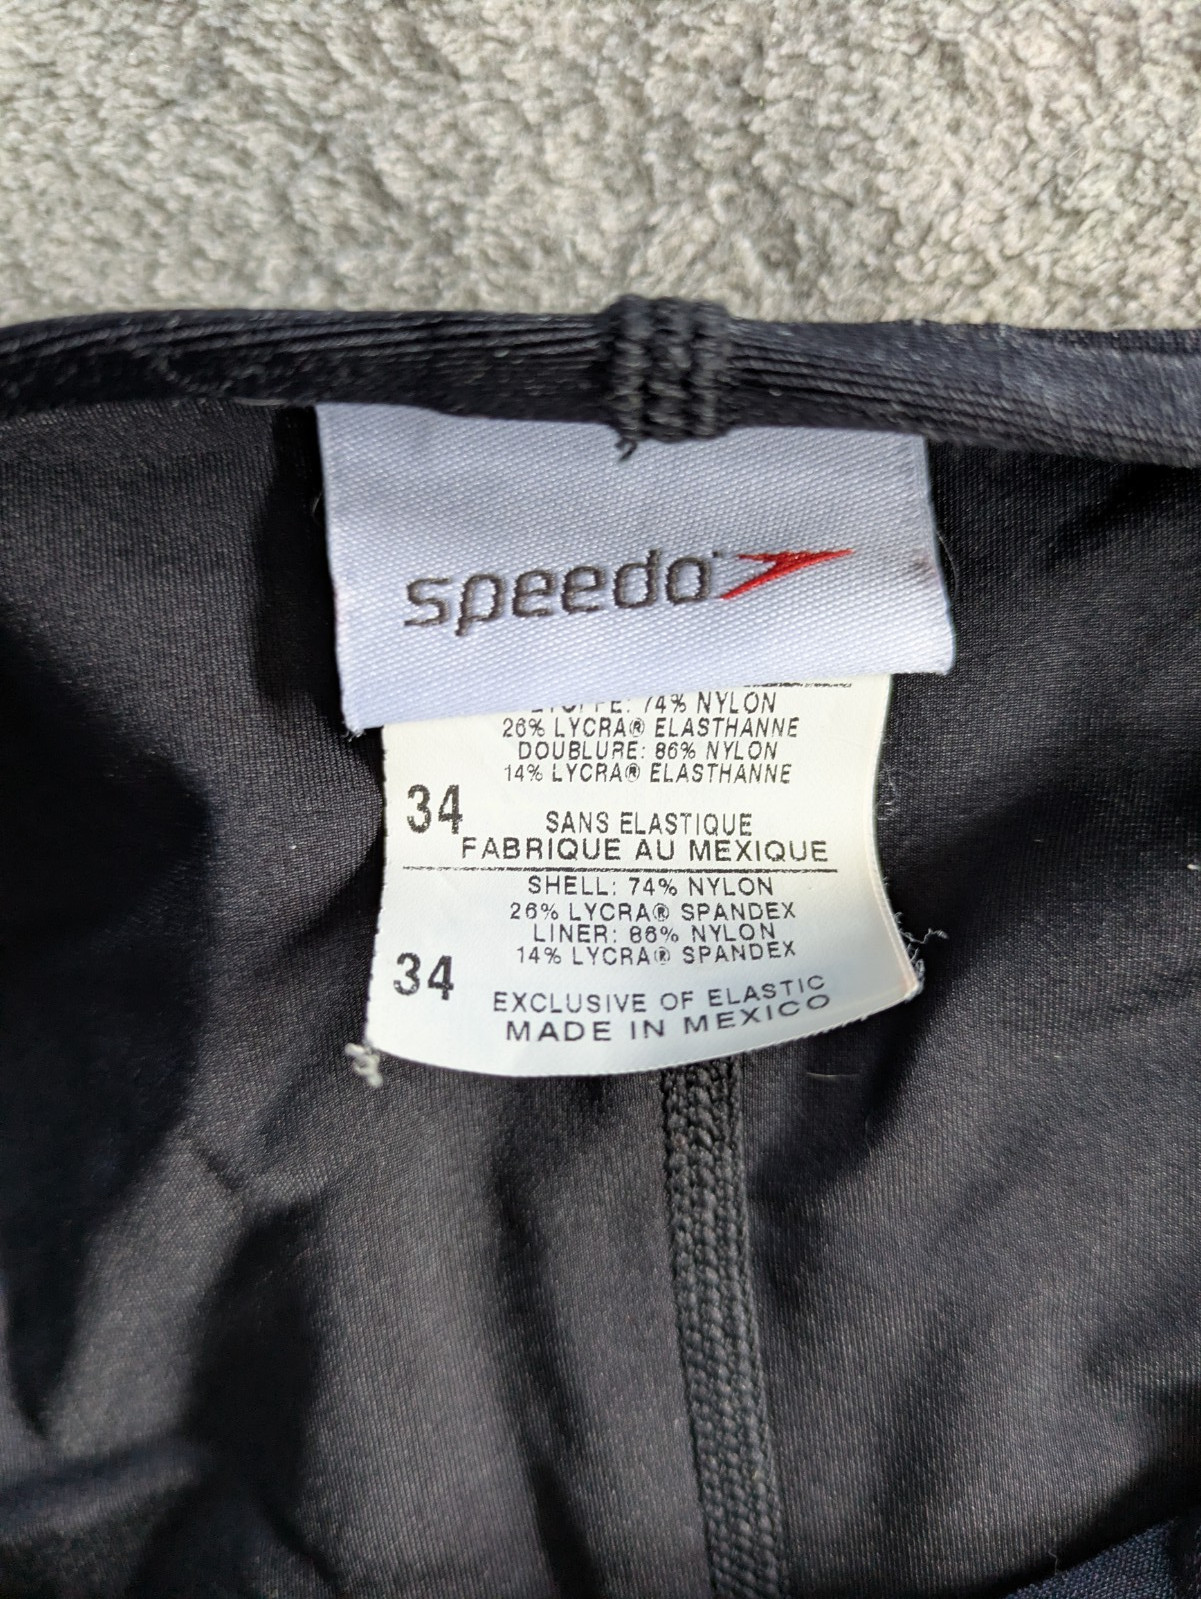 speedo
74% NYLON
26% LYCRA® ELASTHANNE
DOUBLURE: 86% NYLON
14% LYCRA® ELASTHANNE
34
SANS ELASTIQUE
FABRIQUE AU MEXIQUE
SHELL: 74% NYLON
26% LYCRA® SPANDEX
LINER: 86% NYLON
14% LYCRA® SPANDEX
34
EXCLUSIVE OF ELASTIC
MADE IN MEXICO